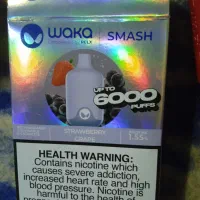 waka | SMASH
UP TO
6000
PUFFS
STRAWBERRY
GRAPE
HEALTH WARNING:
Contains nicotine which
causes severe addiction,
increased heart rate and high
blood pressure. Nicotine is
harmful to the health of